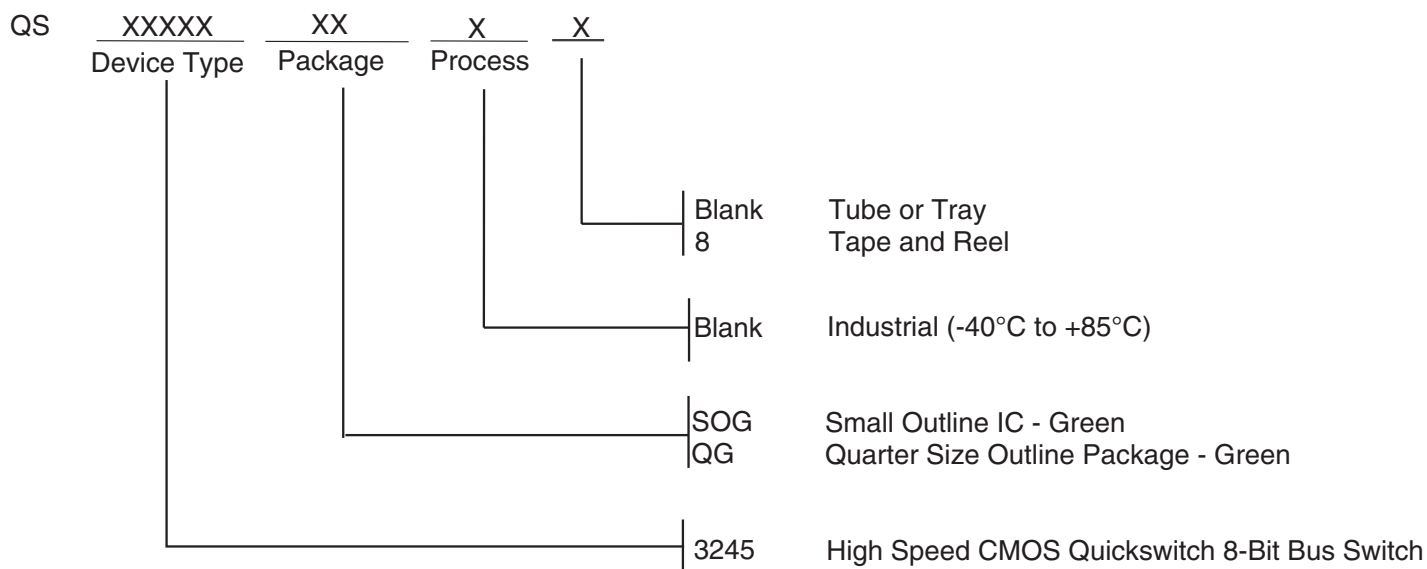 QS XXXXX XX X X
Device Type Package Process
Blank Tube or Tray
8 Tape and Reel
Blank Industrial (-40°C to +85°C)
SOG Small Outline IC - Green
QG Quarter Size Outline Package - Green
3245 High Speed CMOS Quickswitch 8-Bit Bus Switch